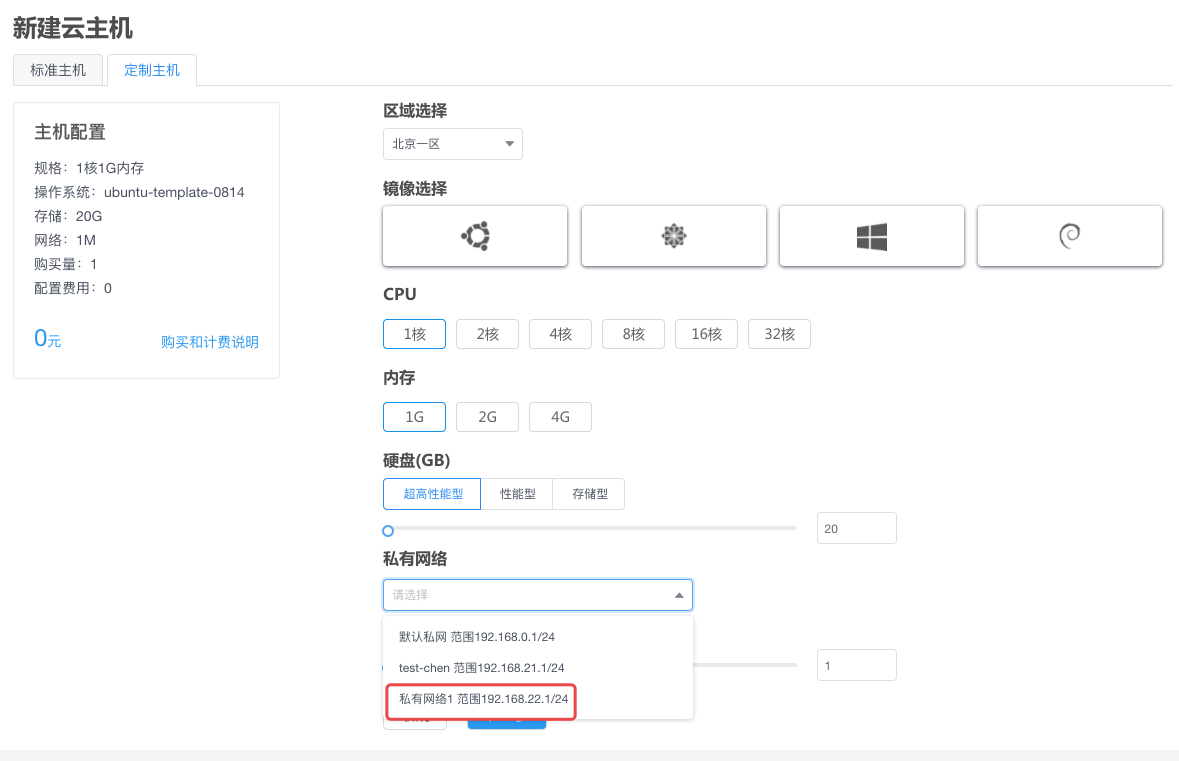 新建云主机
标准主机
定制主机
主机配置
规格：1核1G内存
操作系统：ubuntu-template-0814
存储：20G
网络：1M
购买量：1
配置费用：0
0元
购买和计费说明
区域选择
北京一区
镜像选择
CPU
1核
2核
4核
8核
16核
32核
内存
1G
2G
4G
硬盘(GB)
超高性能型
性能型
存储型
20
私有网络
请选择
默认私网 范围192.168.0.1/24
test-chen 范围192.168.21.1/24
私有网络1 范围192.168.22.1/24
1